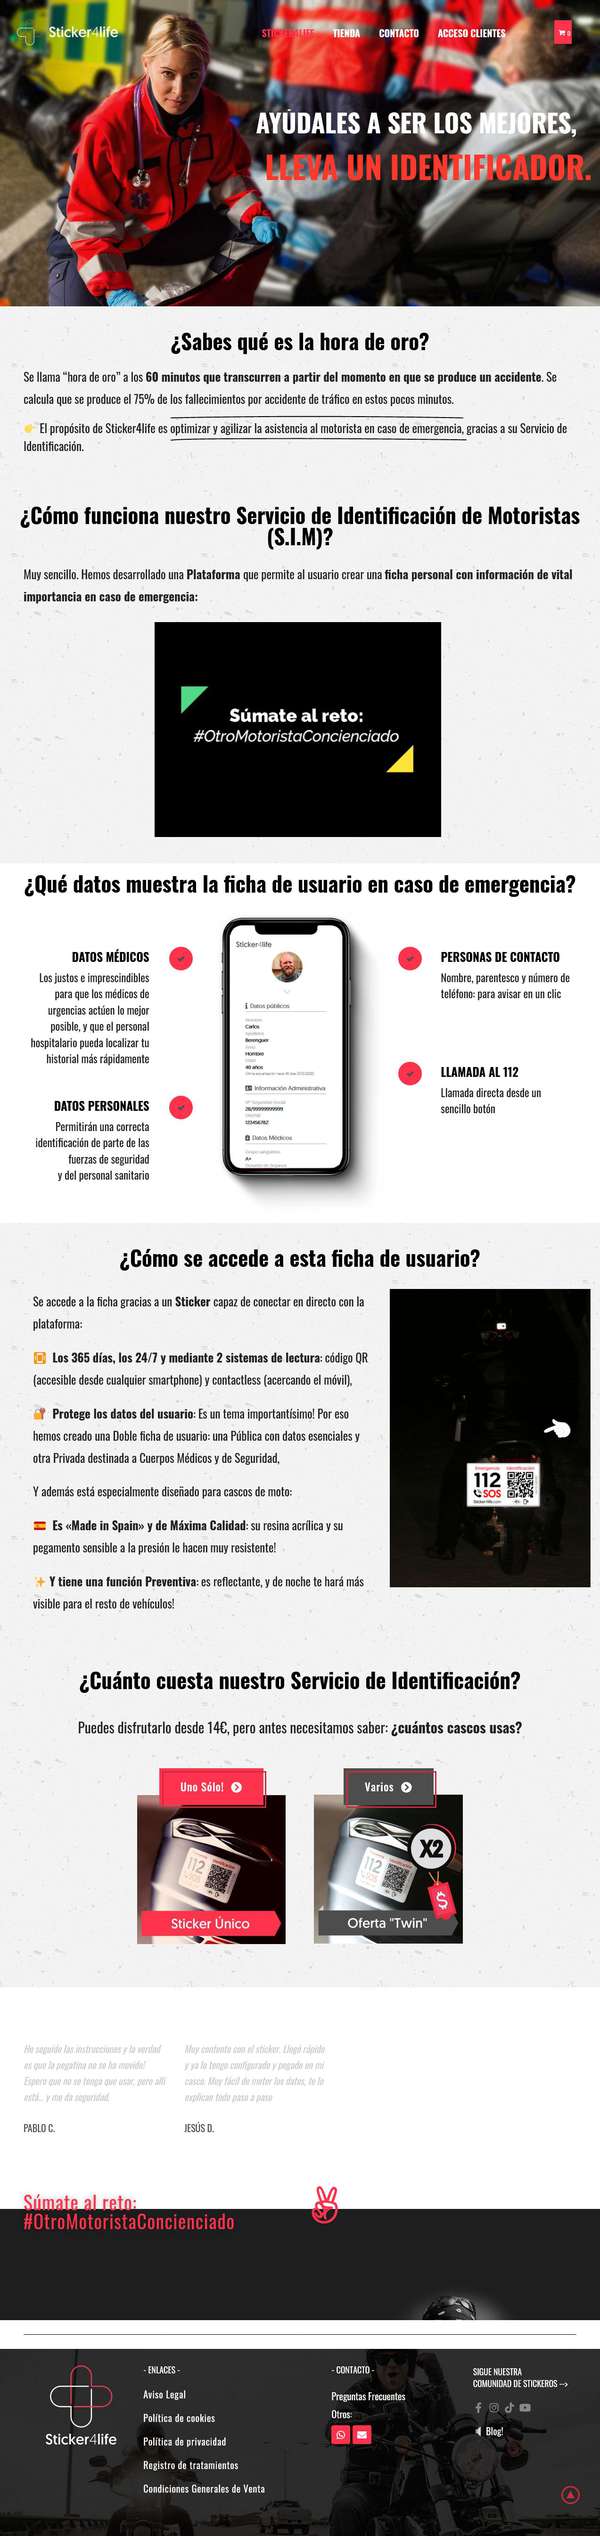 Sticker4life
STICKER4LIFE
TIENDA
CONTACTO
ACCESO CLIENTES
0
AYÚDALES A SER LOS MEJORES,
LLEVA UN IDENTIFICADOR.
¿Sabes qué es la hora de oro?
Se llama “hora de oro” a los 60 minutos que transcurren a partir del momento en que se produce un accidente. Se
calcula que se produce el 75% de los fallecimientos por accidente de tráfico en estos pocos minutos.
El propósito de Sticker4life es optimizar y agilizar la asistencia al motorista en caso de emergencia, gracias a su Servicio de
Identificación.
¿Cómo funciona nuestro Servicio de Identificación de Motoristas
(S.I.M)?
Muy sencillo. Hemos desarrollado una Plataforma que permite al usuario crear una ficha personal con información de vital
importancia en caso de emergencia:
Súmate al reto:
#OtroMotoristaConcienciado
¿Qué datos muestra la ficha de usuario en caso de emergencia?
DATOS MÉDICOS
Los justos e imprescindibles
para que los médicos de
urgencias actúen lo mejor
posible, y que el personal
hospitalario pueda localizar tu
historial más rápidamente
DATOS PERSONALES
Permitirán una correcta
identificación de parte de las
fuerzas de seguridad
y del personal sanitario
Sticker4life
Datos públicos
Carlos
Berenguer
Hombre
40 años
Información Administrativa
28/99999999999
12345678Z
Datos Médicos
Grupo sanguíneo
A+
PERSONAS DE CONTACTO
Nombre, parentesco y número de
teléfono: para avisar en un clic
LLAMADA AL 112
Llamada directa desde un
sencillo botón
¿Cómo se accede a esta ficha de usuario?
Se accede a la ficha gracias a un Sticker capaz de conectar en directo con la
plataforma:
Los 365 días, los 24/7 y mediante 2 sistemas de lectura: código QR
(accesible desde cualquier smartphone) y contactless (acercando el móvil),
Protege los datos del usuario: Es un tema importantísimo! Por eso
hemos creado una Doble ficha de usuario: una Pública con datos esenciales y
otra Privada destinada a Cuerpos Médicos y de Seguridad,
Y además está especialmente diseñado para cascos de moto:
Es «Made in Spain» y de Máxima Calidad: su resina acrílica y su
pegamento sensible a la presión le hacen muy resistente!
Y tiene una función Preventiva: es reflectante, y de noche te hará más
visible para el resto de vehículos!
Emergencia Identificación
112
SOS
Sticker4life.com
¿Cuánto cuesta nuestro Servicio de Identificación?
Puedes disfrutarlo desde 14€, pero antes necesitamos saber: ¿cuántos cascos usas?
Uno Sólo!
Varios
112
SOS
Sticker Único
112
SOS
X2
$
Oferta "Twin"
He seguido las instrucciones y la verdad
es que la pegatina no se ha movido!
Espero que no se tenga que usar, pero allí
está... y me da seguridad.
PABLO C.
Muy contento con el sticker. Llegó rápido
y ya lo tengo configurado y pegado en mi
casco. Muy fácil de meter los datos, te lo
explican todo paso a paso
JESÚS D.
Súmate al reto:
#OtroMotoristaConcienciado
Sticker4life
- ENLACES -
Aviso Legal
Política de cookies
Política de privacidad
Registro de tratamientos
Condiciones Generales de Venta
- CONTACTO -
Preguntas Frecuentes
Otros:
SIGUE NUESTRA
COMUNIDAD DE STICKEROS -->
Blog!